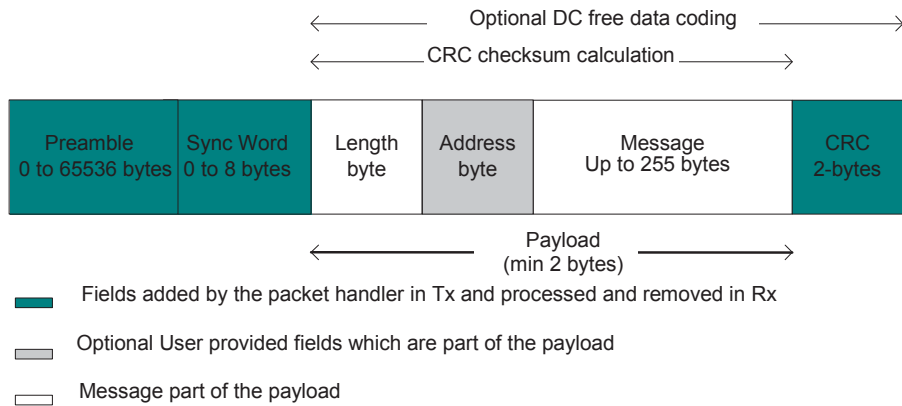 Optional DC free data coding
CRC checksum calculation
Preamble
0 to 65536 bytes
Sync Word
0 to 8 bytes
Length
byte
Address
byte
Message
Up to 255 bytes
CRC
2-bytes
Payload
(min 2 bytes)
Fields added by the packet handler in Tx and processed and removed in Rx
Optional User provided fields which are part of the payload
Message part of the payload